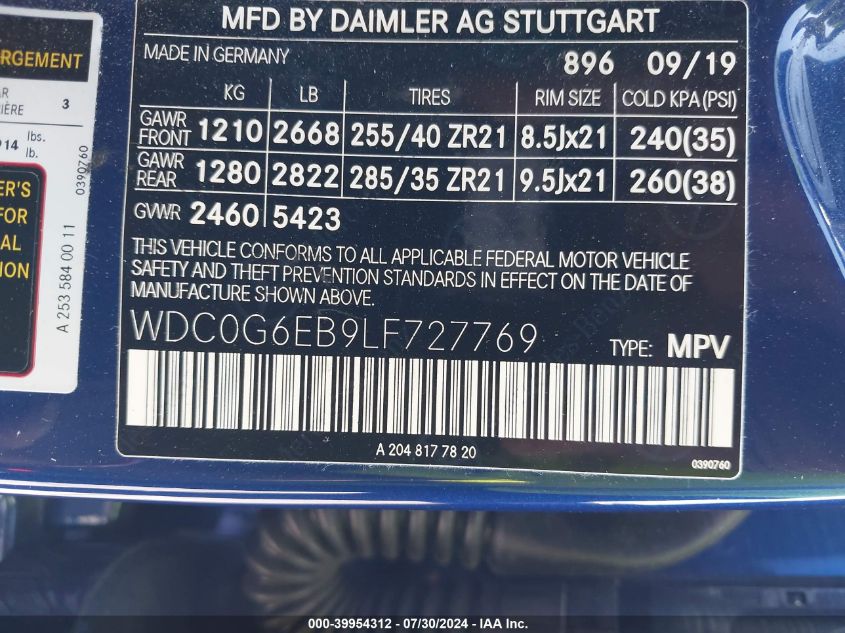 MFD BY DAIMLER AG STUTTGART
MADE IN GERMANY 896 09/19
KG LB TIRES RIM SIZE COLD KPA (PSI)
GAWR FRONT 1210 2668 255/40 ZR21 8.5Jx21 240(35)
GAWR REAR 1280 2822 285/35 ZR21 9.5Jx21 260(38)
GVWR 2460 5423
THIS VEHICLE CONFORMS TO ALL APPLICABLE FEDERAL MOTOR VEHICLE
SAFETY AND THEFT PREVENTION STANDARDS IN EFFECT ON THE DATE OF
MANUFACTURE SHOWN ABOVE.
WDC0G6EB9LF727769 TYPE: MPV
A 204 817 78 20
0390760
3
lbs.
lb.
0390760
FOR
A 253 584 00 11
000-39954312 / 07/30/2024 - IAA Inc.